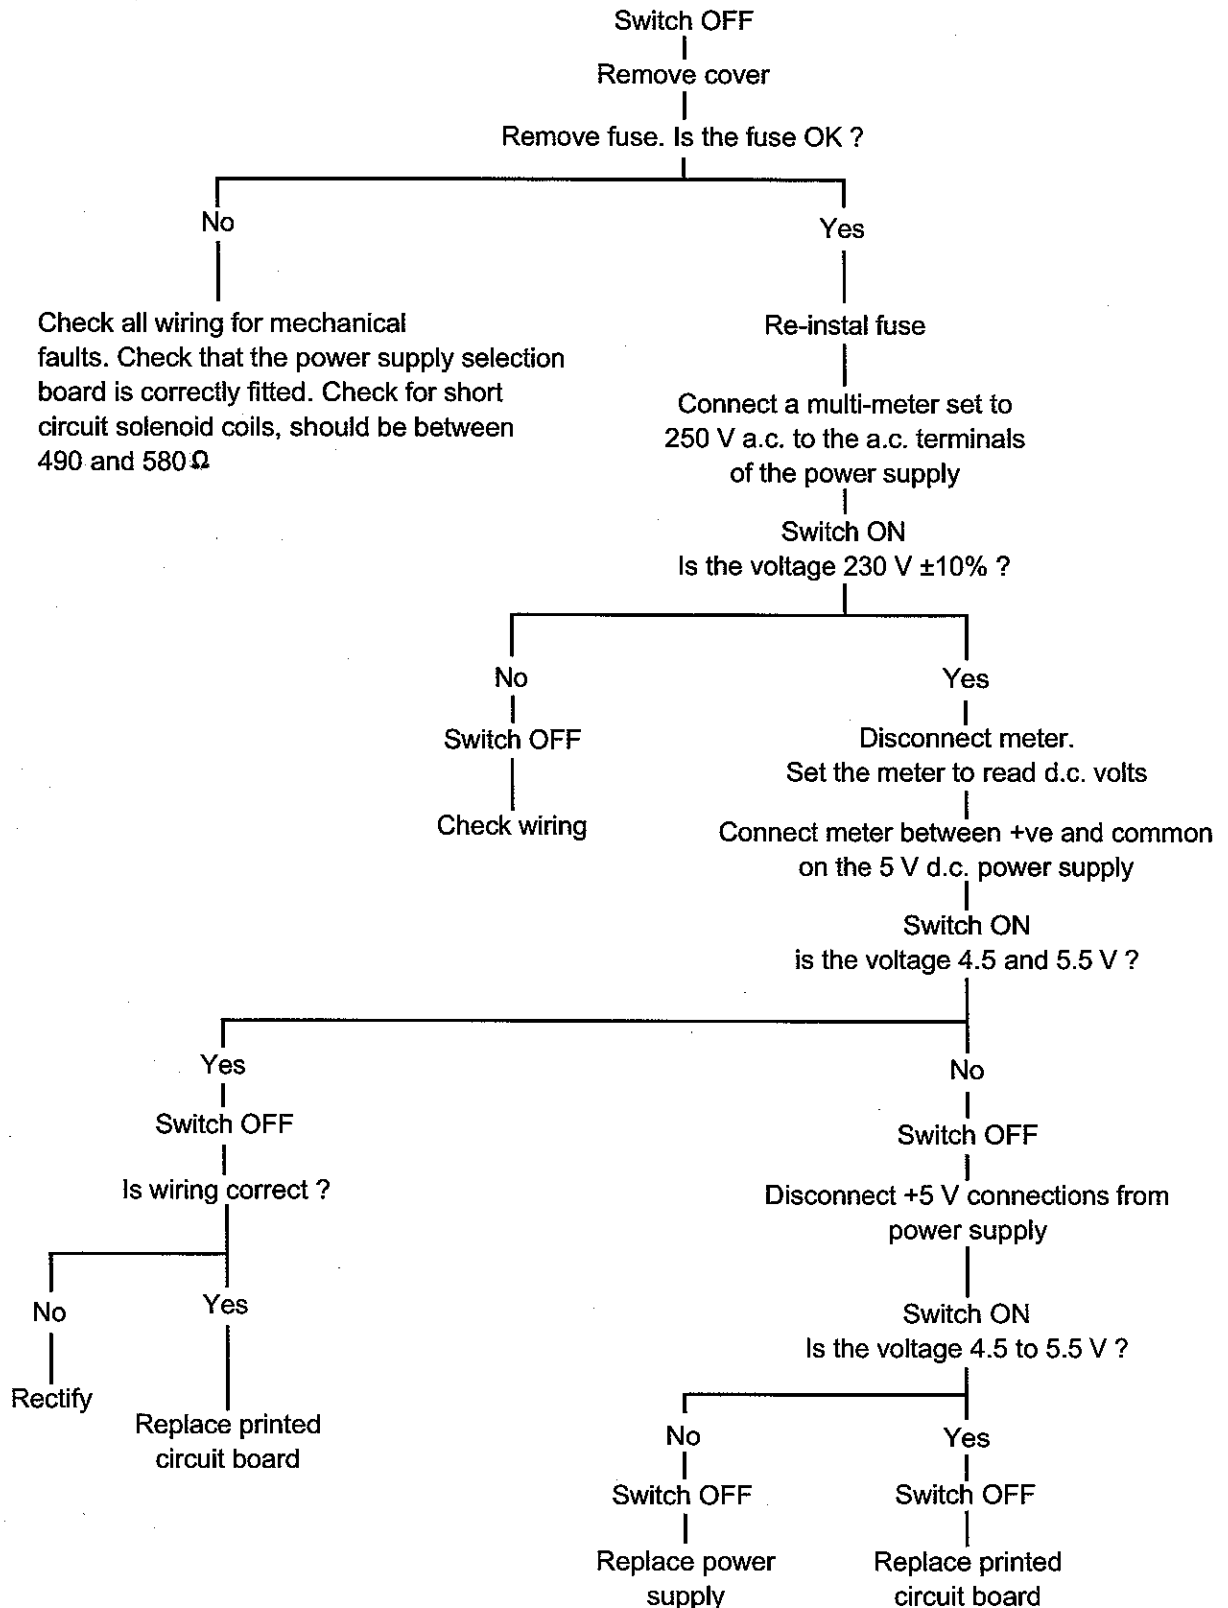 Switch OFF
Remove cover
Remove fuse. Is the fuse OK ?
No
Yes
Check all wiring for mechanical
faults. Check that the power supply selection
board is correctly fitted. Check for short
circuit solenoid coils, should be between
490 and 580Ω
Re-instal fuse
Connect a multi-meter set to
250 V a.c. to the a.c. terminals
of the power supply
Switch ON
Is the voltage 230 V ±10% ?
No
Yes
Switch OFF
Check wiring
Disconnect meter.
Set the meter to read d.c. volts
Connect meter between +ve and common
on the 5 V d.c. power supply
Switch ON
is the voltage 4.5 and 5.5 V ?
Yes
No
Switch OFF
Is wiring correct ?
No
Yes
Rectify
Replace printed
circuit board
Switch OFF
Disconnect +5 V connections from
power supply
Switch ON
Is the voltage 4.5 to 5.5 V ?
No
Yes
Switch OFF
Switch OFF
Replace power
supply
Replace printed
circuit board